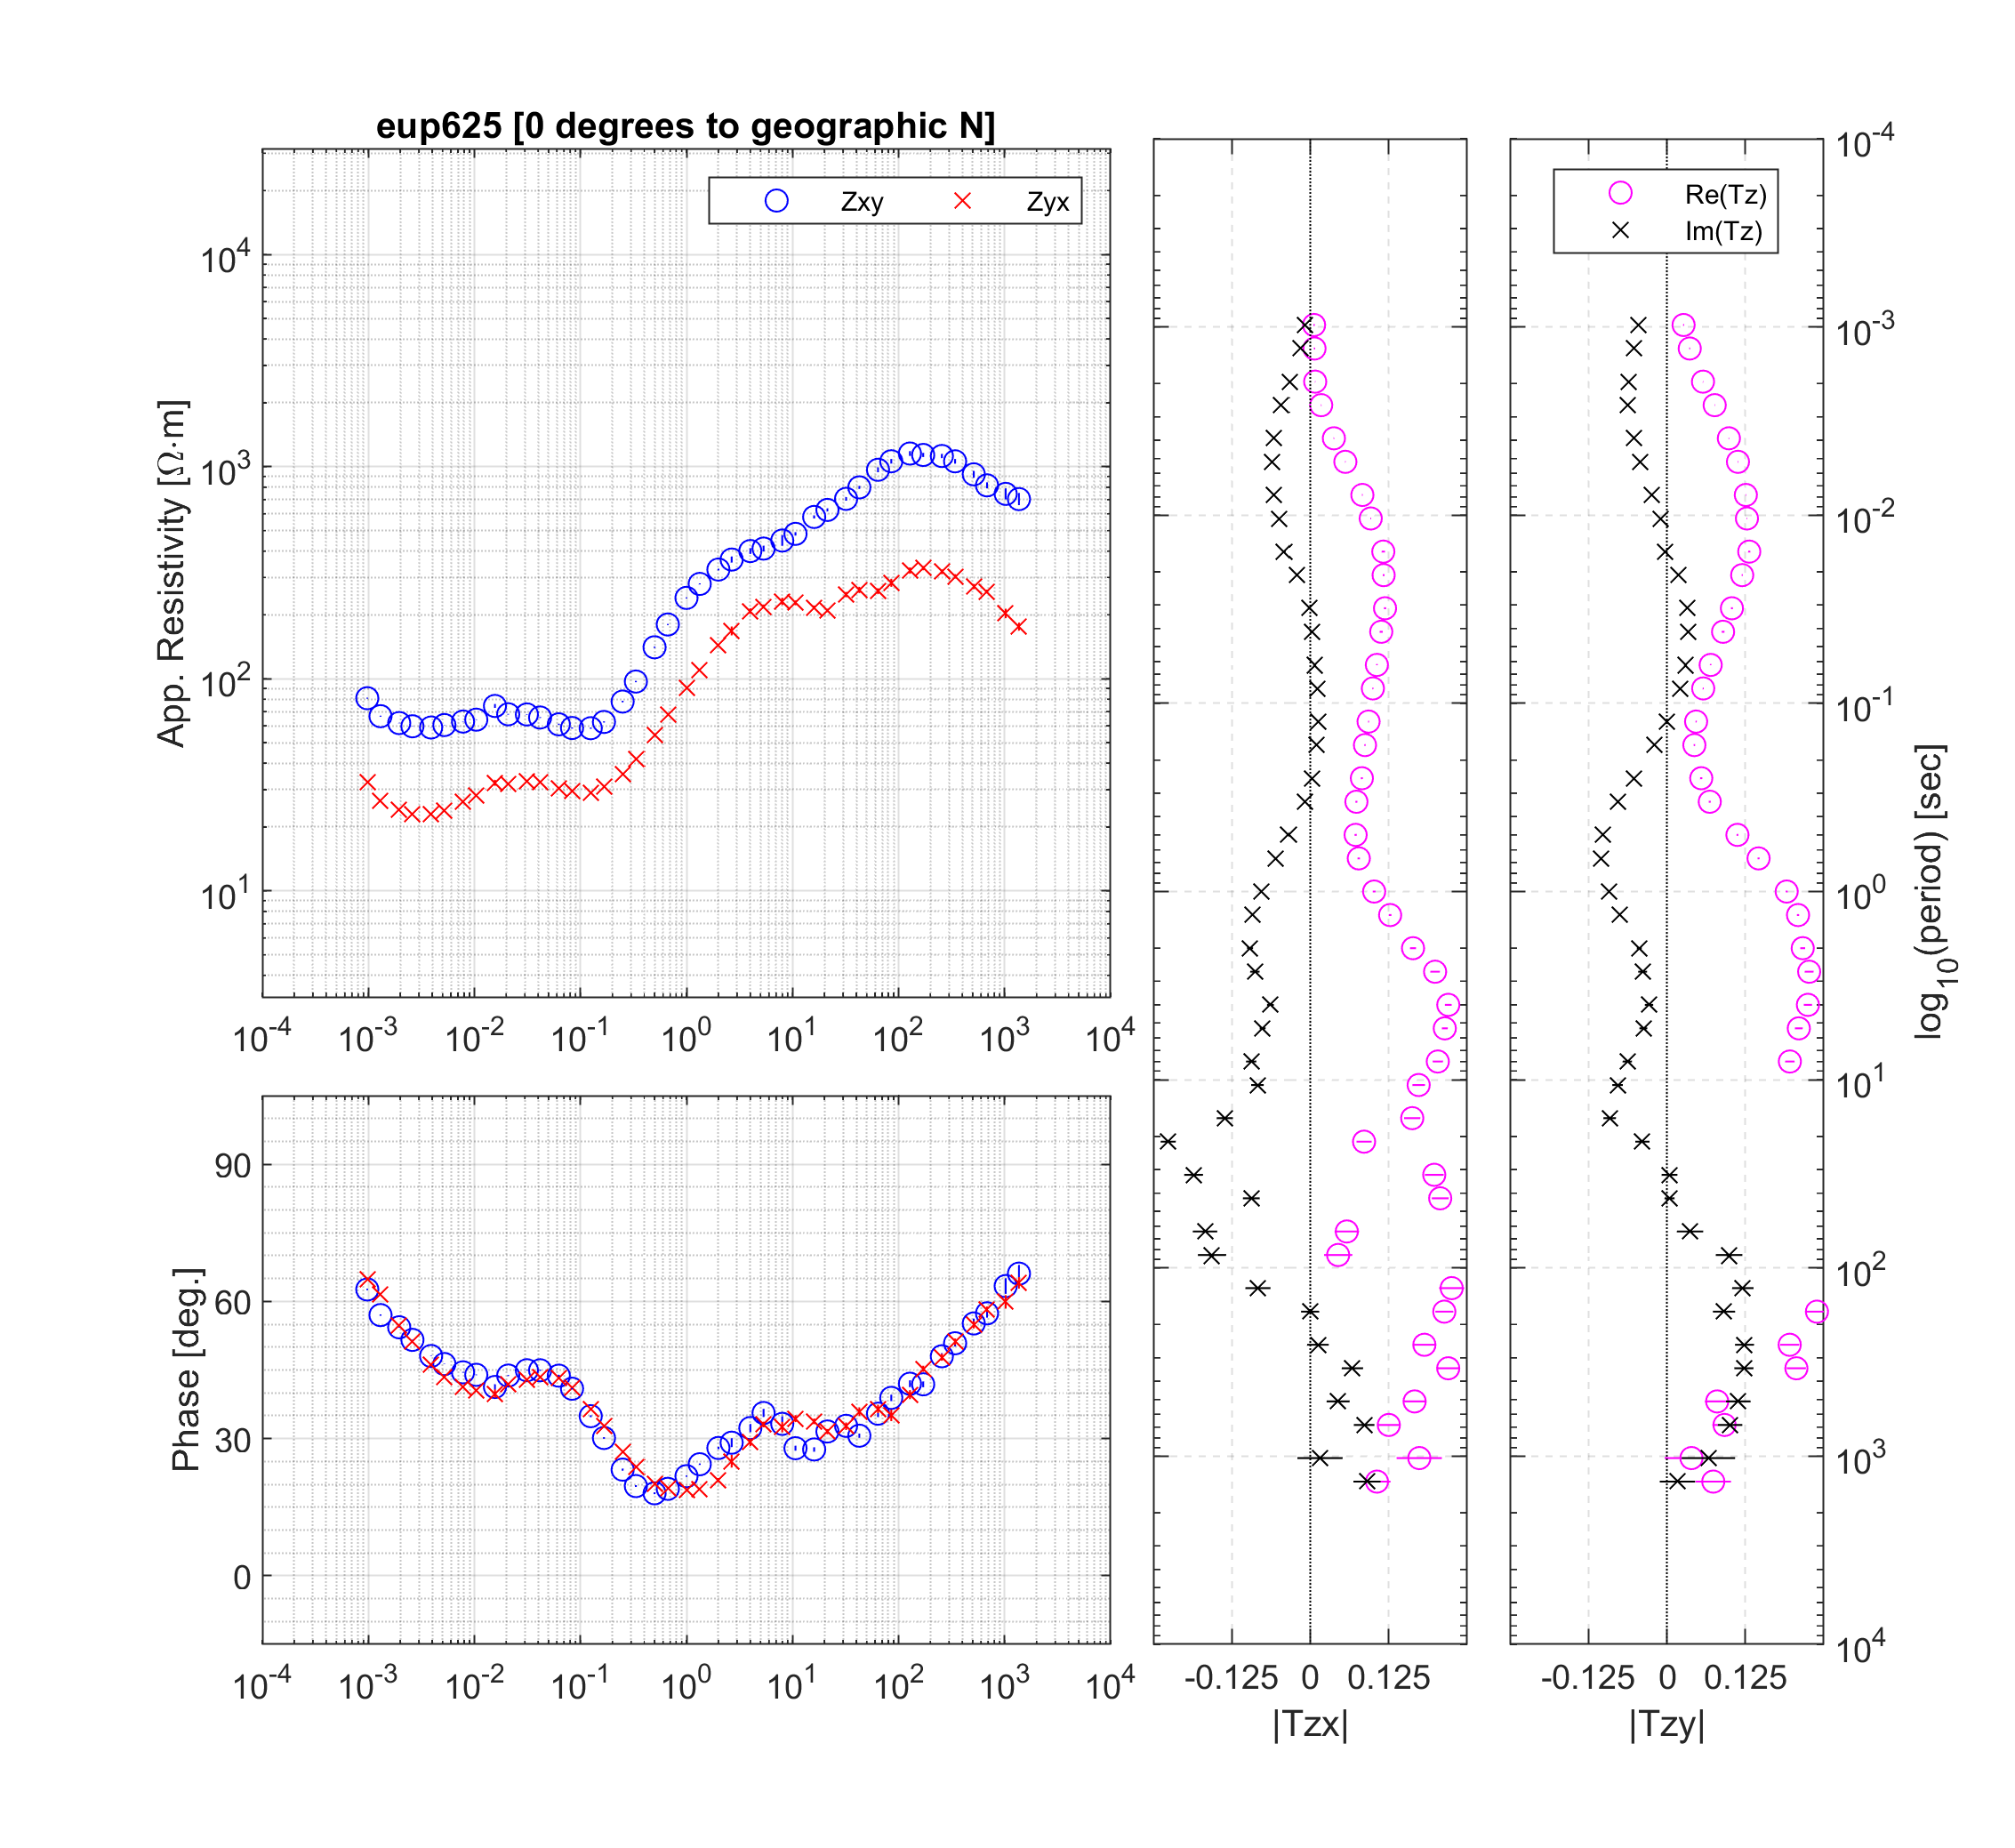 eup625 [0 degrees to geographic N]
Zxy Zyx
App. Resistivity [Ω·m]
10^4
10^3
10^2
10^1
10^-4 10^-3 10^-2 10^-1 10^0 10^1 10^2 10^3 10^4
Phase [deg.]
90
60
30
0
10^-4 10^-3 10^-2 10^-1 10^0 10^1 10^2 10^3 10^4
-0.125 0 0.125
|Tzx|
Re(Tz)
Im(Tz)
-0.125 0 0.125
|Tzy|
10^-4
10^-3
10^-2
10^-1
10^0
10^1
10^2
10^3
10^4
log_10(period) [sec]